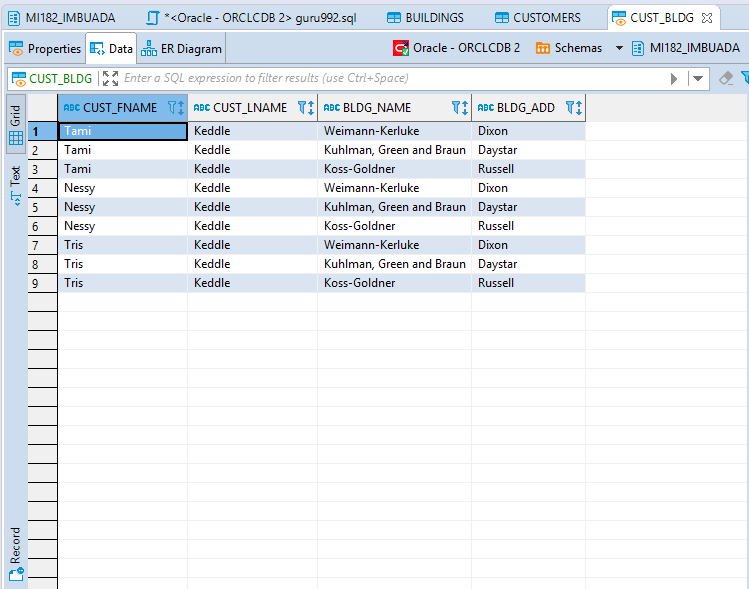 MI182_IMBUADA *<Oracle - ORCLCDB 2> guru992.sql BUILDINGS CUSTOMERS CUST_BLDG
Properties Data ER Diagram Oracle - ORCLCDB 2 Schemas MI182_IMBUADA
CUST_BLDG Enter a SQL expression to filter results (use Ctrl+Space)
Grid
Text
Record
ABC CUST_FNAME ABC CUST_LNAME ABC BLDG_NAME ABC BLDG_ADD
1 Tami Keddle Weimann-Kerluke Dixon
2 Tami Keddle Kuhlman, Green and Braun Daystar
3 Tami Keddle Koss-Goldner Russell
4 Nessy Keddle Weimann-Kerluke Dixon
5 Nessy Keddle Kuhlman, Green and Braun Daystar
6 Nessy Keddle Koss-Goldner Russell
7 Tris Keddle Weimann-Kerluke Dixon
8 Tris Keddle Kuhlman, Green and Braun Daystar
9 Tris Keddle Koss-Goldner Russell